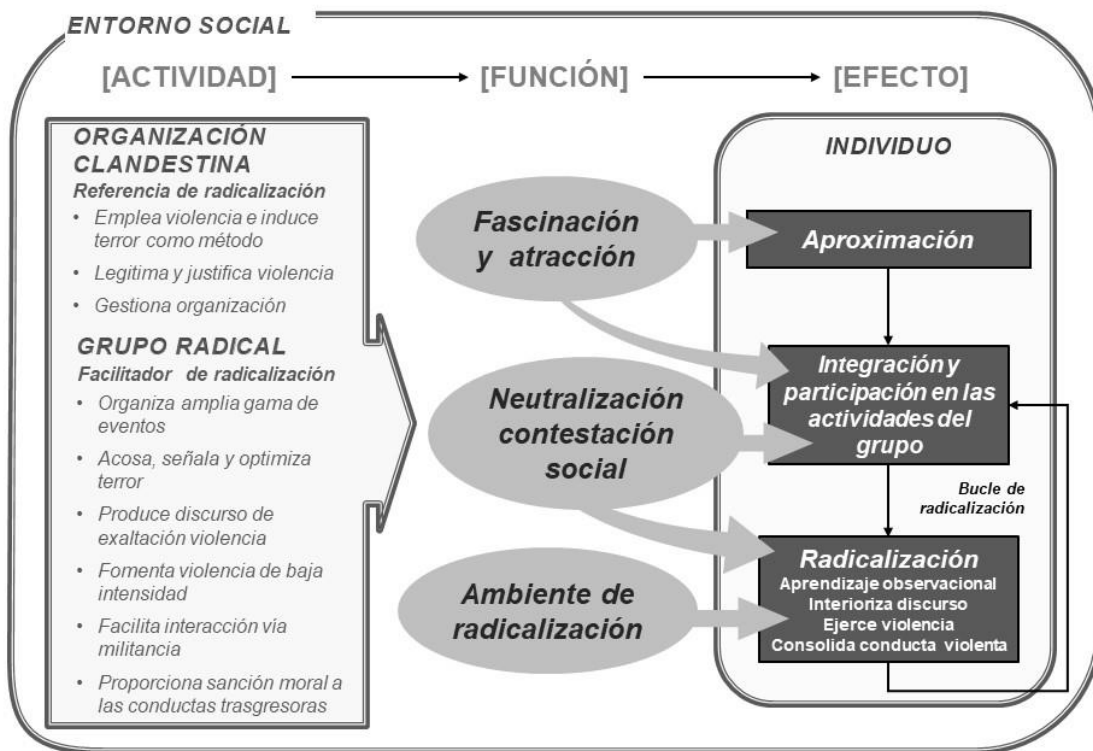 ENTORNO SOCIAL
[ACTIVIDAD]
[FUNCIÓN]
[EFECTO]
ORGANIZACIÓN
CLANDESTINA
Referencia de radicalización
• Emplea violencia e induce
terror como método
• Legitima y justifica violencia
• Gestiona organización
GRUPO RADICAL
Facilitador de radicalización
• Organiza amplia gama de
eventos
• Acosa, señala y optimiza
terror
• Produce discurso de
exaltación violencia
• Fomenta violencia de baja
intensidad
• Facilita interacción vía
militancia
• Proporciona sanción moral a
las conductas trasgresoras
Fascinación
y atracción
Neutralización
contestación
social
Ambiente de
radicalización
INDIVIDUO
Aproximación
Integración y
participación en las
actividades del
grupo
Bucle de
radicalización
Radicalización
Aprendizaje observacional
Interioriza discurso
Ejerce violencia
Consolida conducta violenta